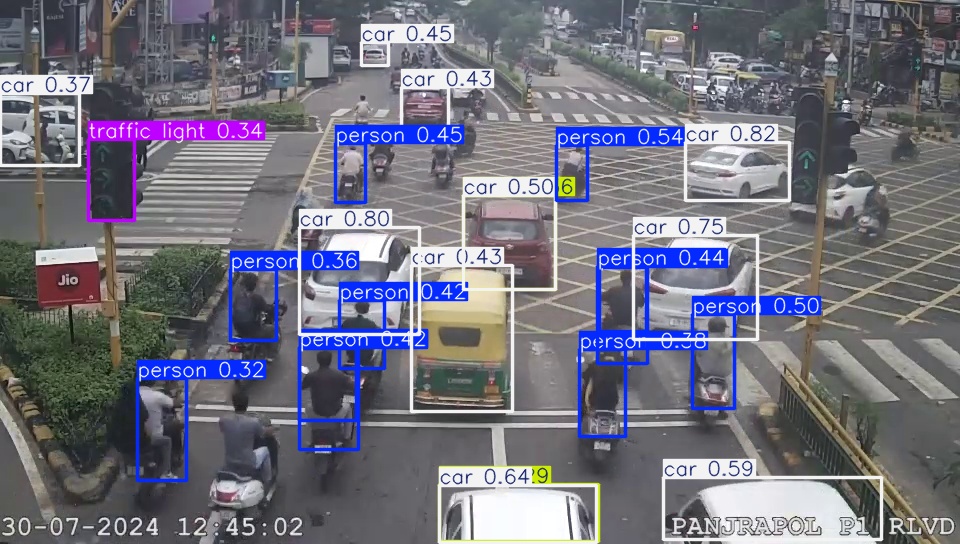 car 0.45
car 0.43
car 0.37
traffic light 0.34
person 0.45
person 0.54
car 0.82
car 0.50
6
car 0.80
car 0.75
car 0.43
person 0.36
person 0.44
Jio
person 0.42
person 0.50
person 0.42
person 0.38
person 0.32
car 0.59
car 0.64
9
30-07-2024 12:45:02
PANJRAPOL P1 RLVD